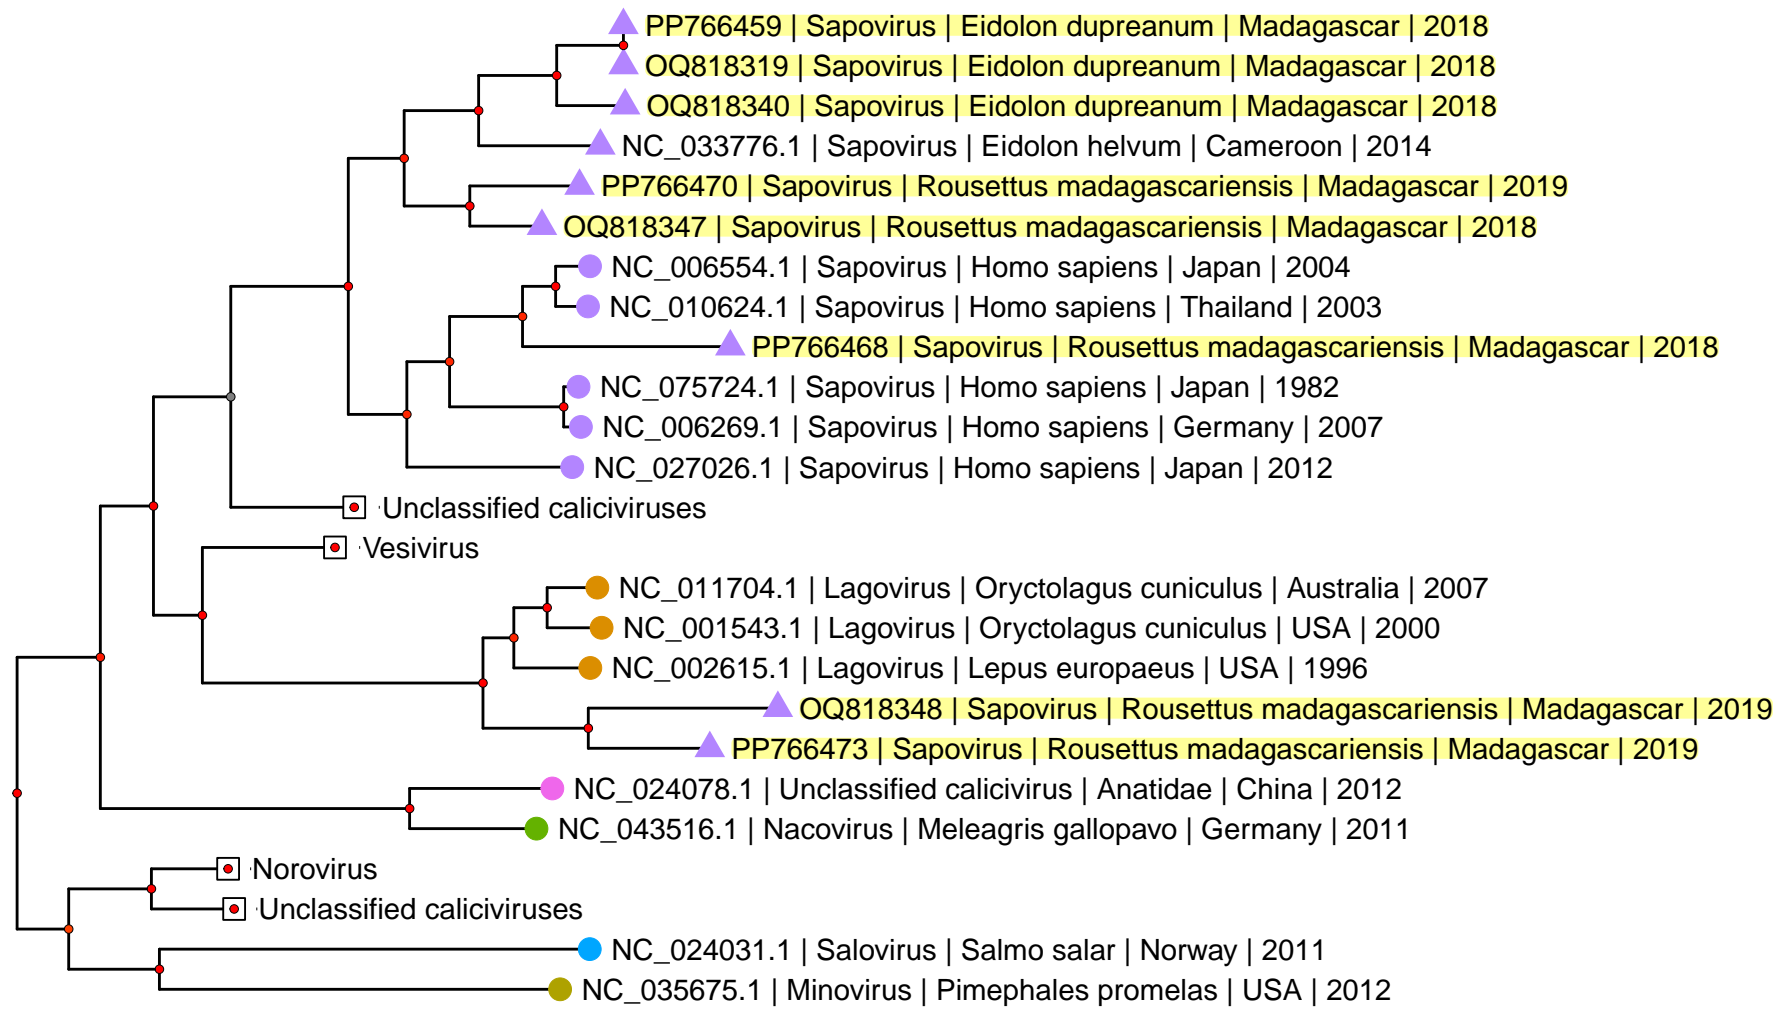 PP766459 | Sapovirus | Eidolon dupreanum | Madagascar | 2018
OQ818319 | Sapovirus | Eidolon dupreanum | Madagascar | 2018
OQ818340 | Sapovirus | Eidolon dupreanum | Madagascar | 2018
NC_033776.1 | Sapovirus | Eidolon helvum | Cameroon | 2014
PP766470 | Sapovirus | Rousettus madagascariensis | Madagascar | 2019
OQ818347 | Sapovirus | Rousettus madagascariensis | Madagascar | 2018
NC_006554.1 | Sapovirus | Homo sapiens | Japan | 2004
NC_010624.1 | Sapovirus | Homo sapiens | Thailand | 2003
PP766468 | Sapovirus | Rousettus madagascariensis | Madagascar | 2018
NC_075724.1 | Sapovirus | Homo sapiens | Japan | 1982
NC_006269.1 | Sapovirus | Homo sapiens | Germany | 2007
NC_027026.1 | Sapovirus | Homo sapiens | Japan | 2012
Unclassified caliciviruses
Vesivirus
NC_011704.1 | Lagovirus | Oryctolagus cuniculus | Australia | 2007
NC_001543.1 | Lagovirus | Oryctolagus cuniculus | USA | 2000
NC_002615.1 | Lagovirus | Lepus europaeus | USA | 1996
OQ818348 | Sapovirus | Rousettus madagascariensis | Madagascar | 2019
PP766473 | Sapovirus | Rousettus madagascariensis | Madagascar | 2019
NC_024078.1 | Unclassified calicivirus | Anatidae | China | 2012
NC_043516.1 | Nacovirus | Meleagris gallopavo | Germany | 2011
Norovirus
Unclassified caliciviruses
NC_024031.1 | Salovirus | Salmo salar | Norway | 2011
NC_035675.1 | Minovirus | Pimephales promelas | USA | 2012